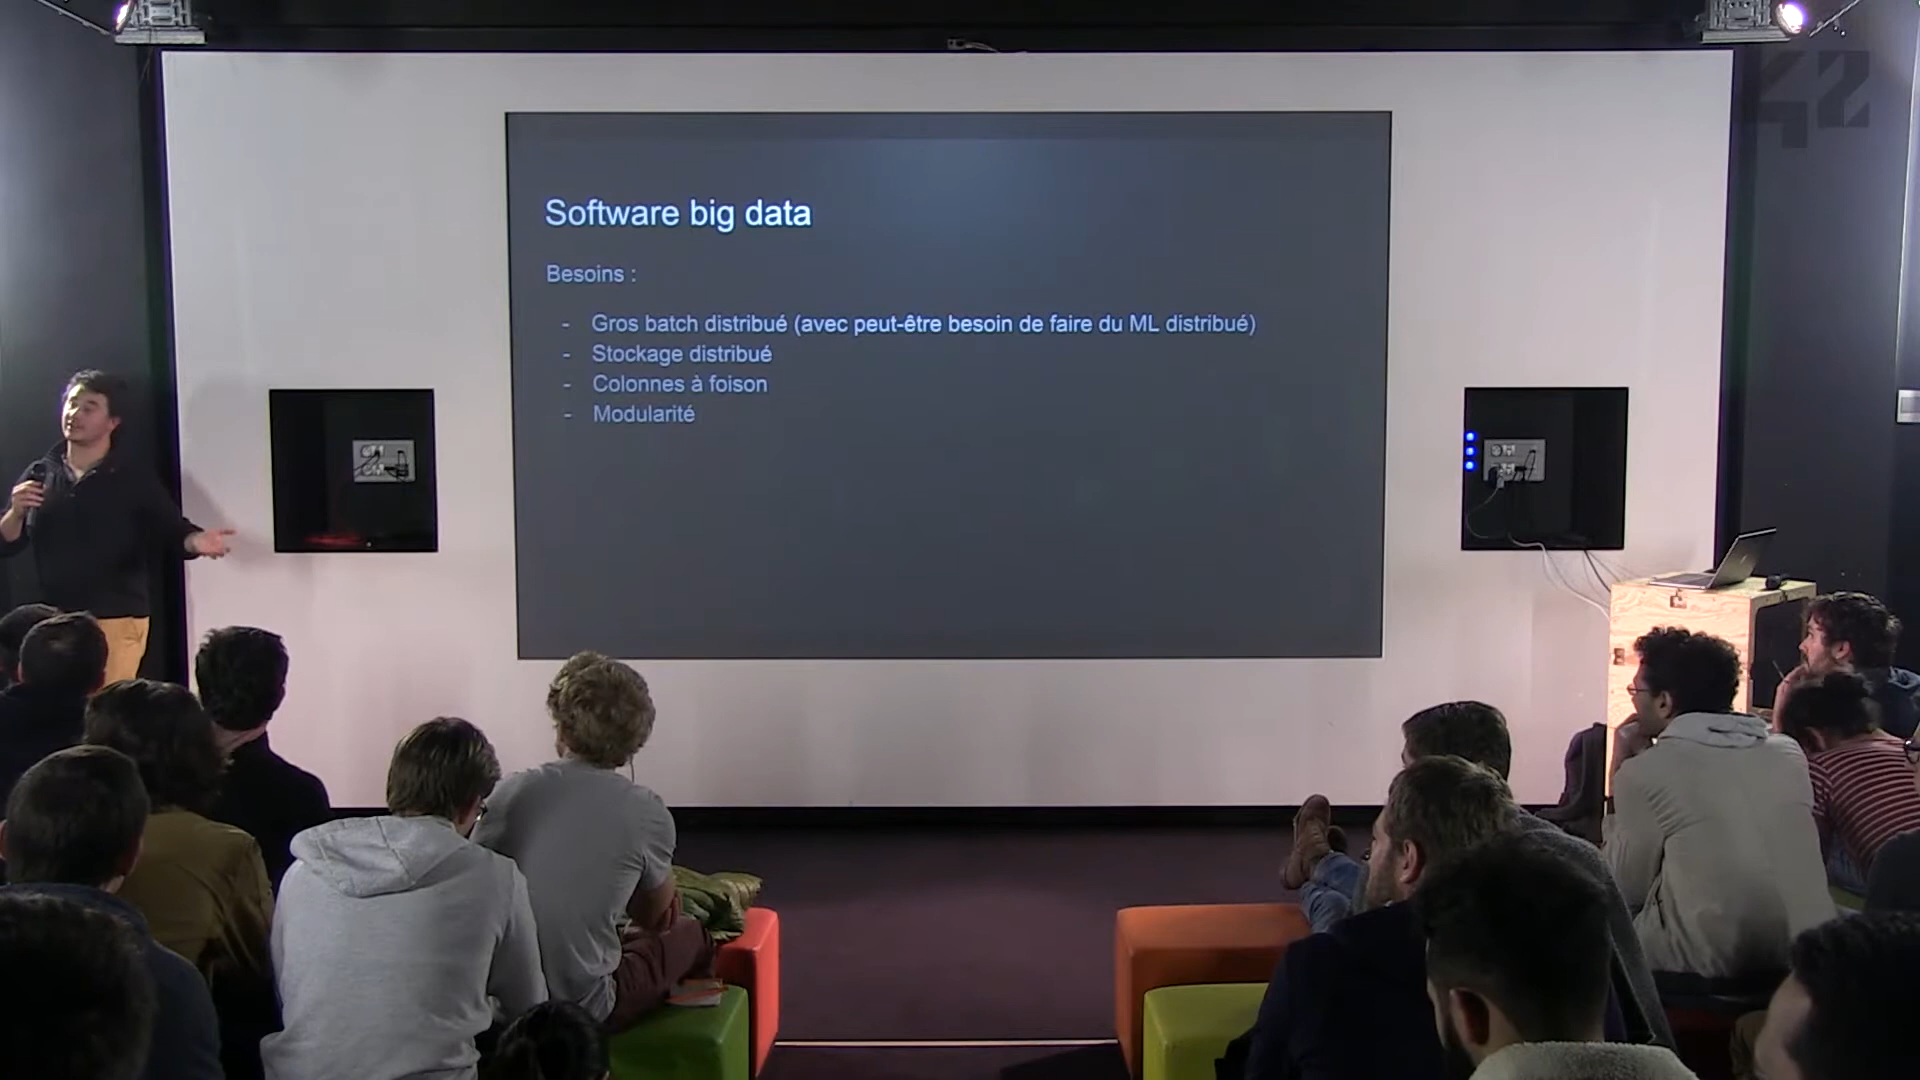 42
Software big data
Besoins :
- Gros batch distribué (avec peut-être besoin de faire du ML distribué)
- Stockage distribué
- Colonnes à foison
- Modularité